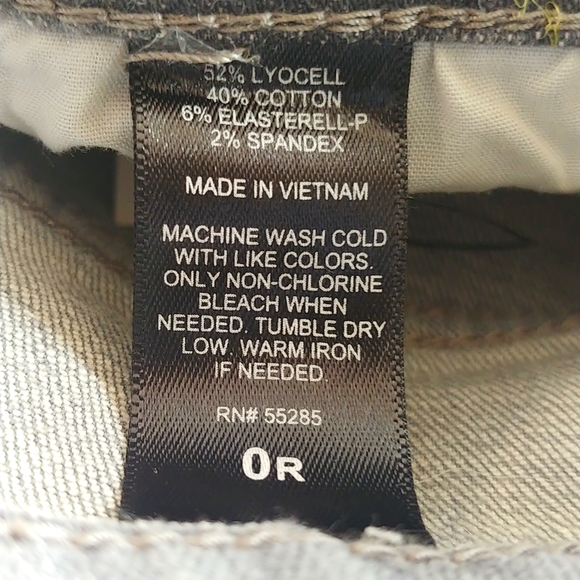 52% LYOCELL
40% COTTON
6% ELASTERELL-P
2% SPANDEX
MADE IN VIETNAM
MACHINE WASH COLD
WITH LIKE COLORS.
ONLY NON-CHLORINE
BLEACH WHEN
NEEDED. TUMBLE DRY
LOW. WARM IRON
IF NEEDED.
RN# 55285
0R